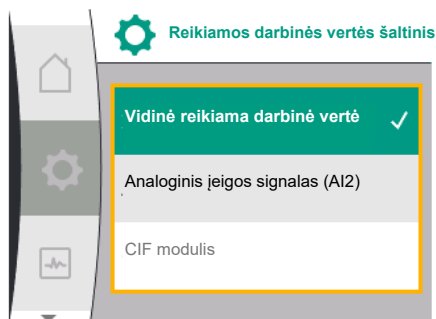 Reikiamos darbinės vertės šaltinis
Vidinė reikiama darbinė vertė
Analoginis įeigos signalas (AI2)
CIF modulis